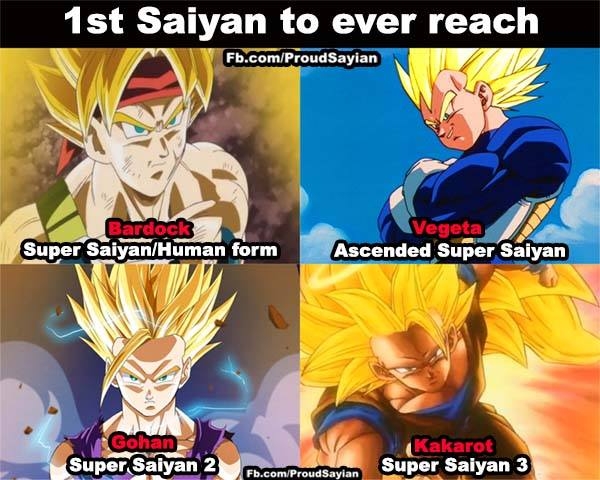 1st Saiyan to ever reach
Fb.com/ProudSayian
Bardock
Super Saiyan/Human form
Vegeta
Ascended Super Saiyan
Gohan
Super Saiyan 2
Kakarot
Super Saiyan 3
Fb.com/ProudSayian